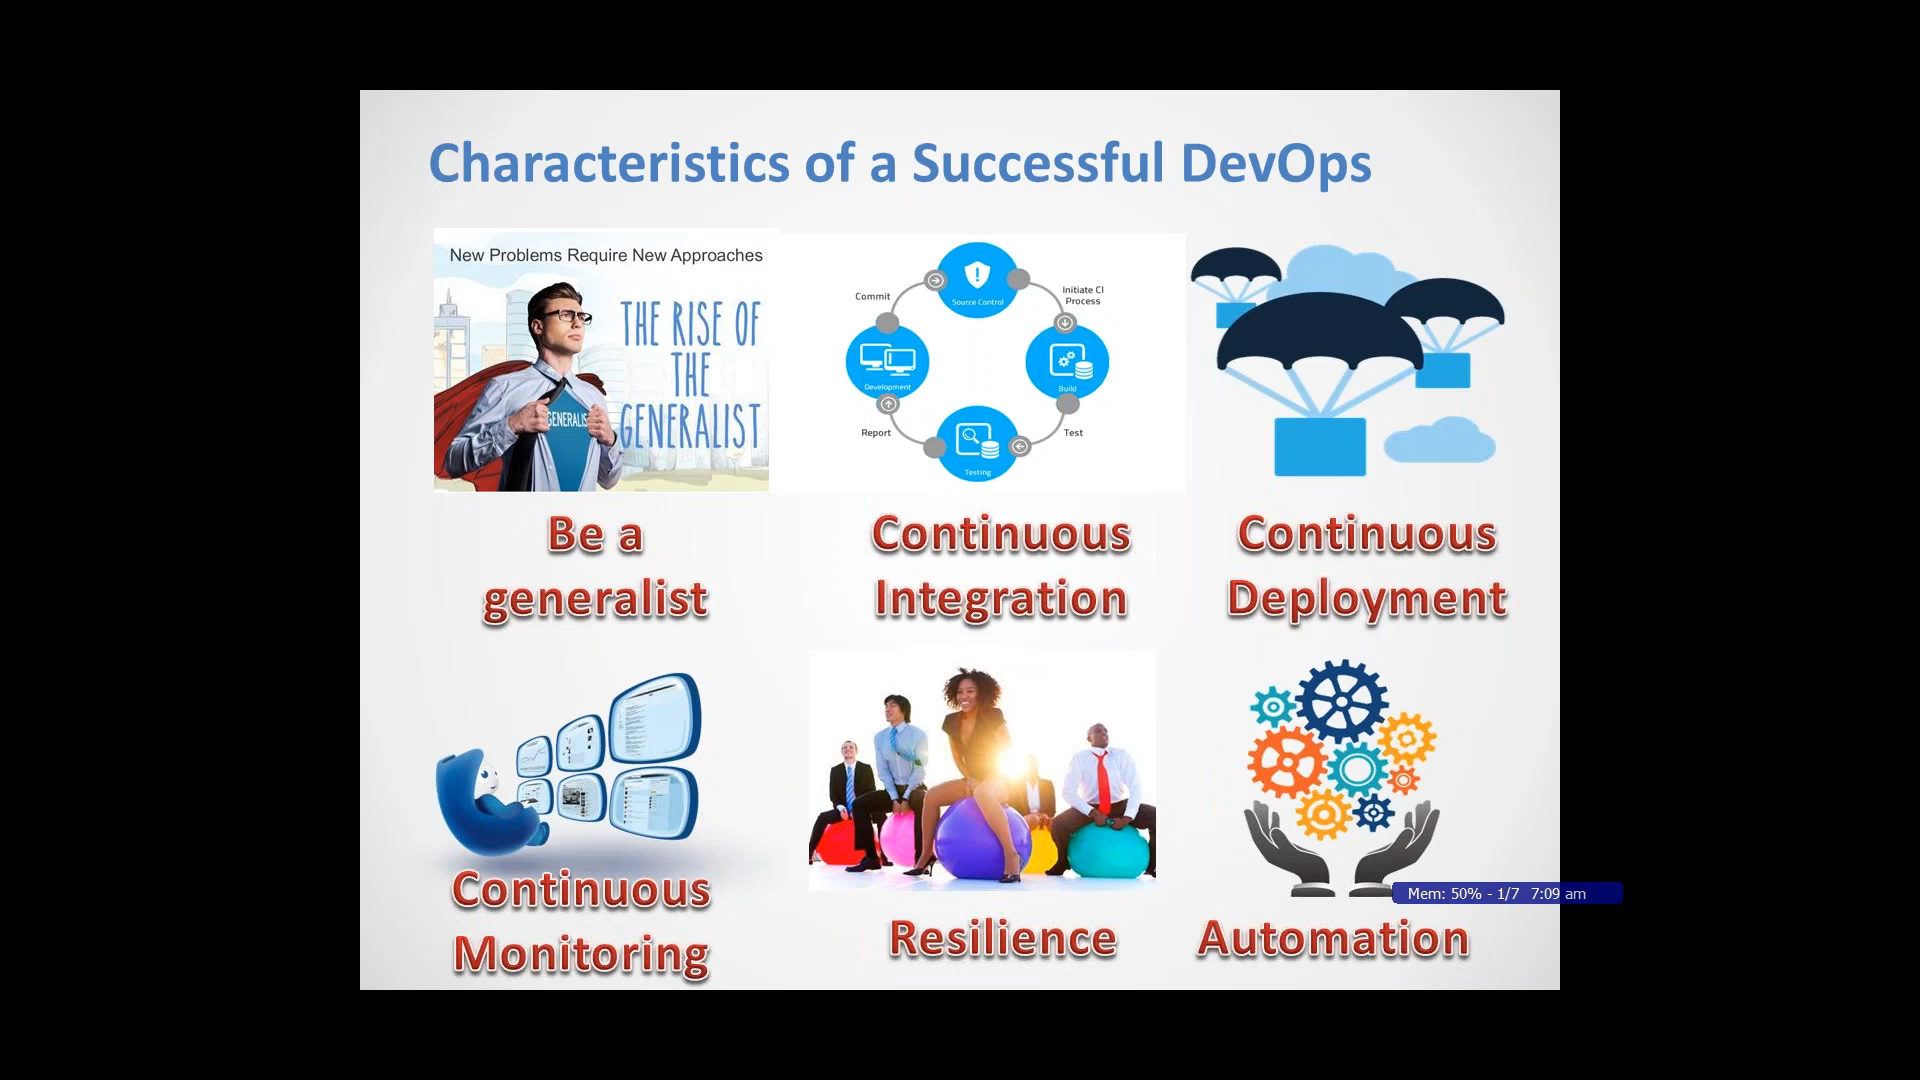 Characteristics of a Successful DevOps
New Problems Require New Approaches
THE RISE OF
THE
GENERALIST
GENERALIS
Source Control
Commit
Initiate CI
Process
Development
Build
Report
Test
Testing
Be a
generalist
Continuous
Integration
Continuous
Deployment
Continuous
Monitoring
Resilience
Automation
Mem: 50% - 1/7 7:09 am